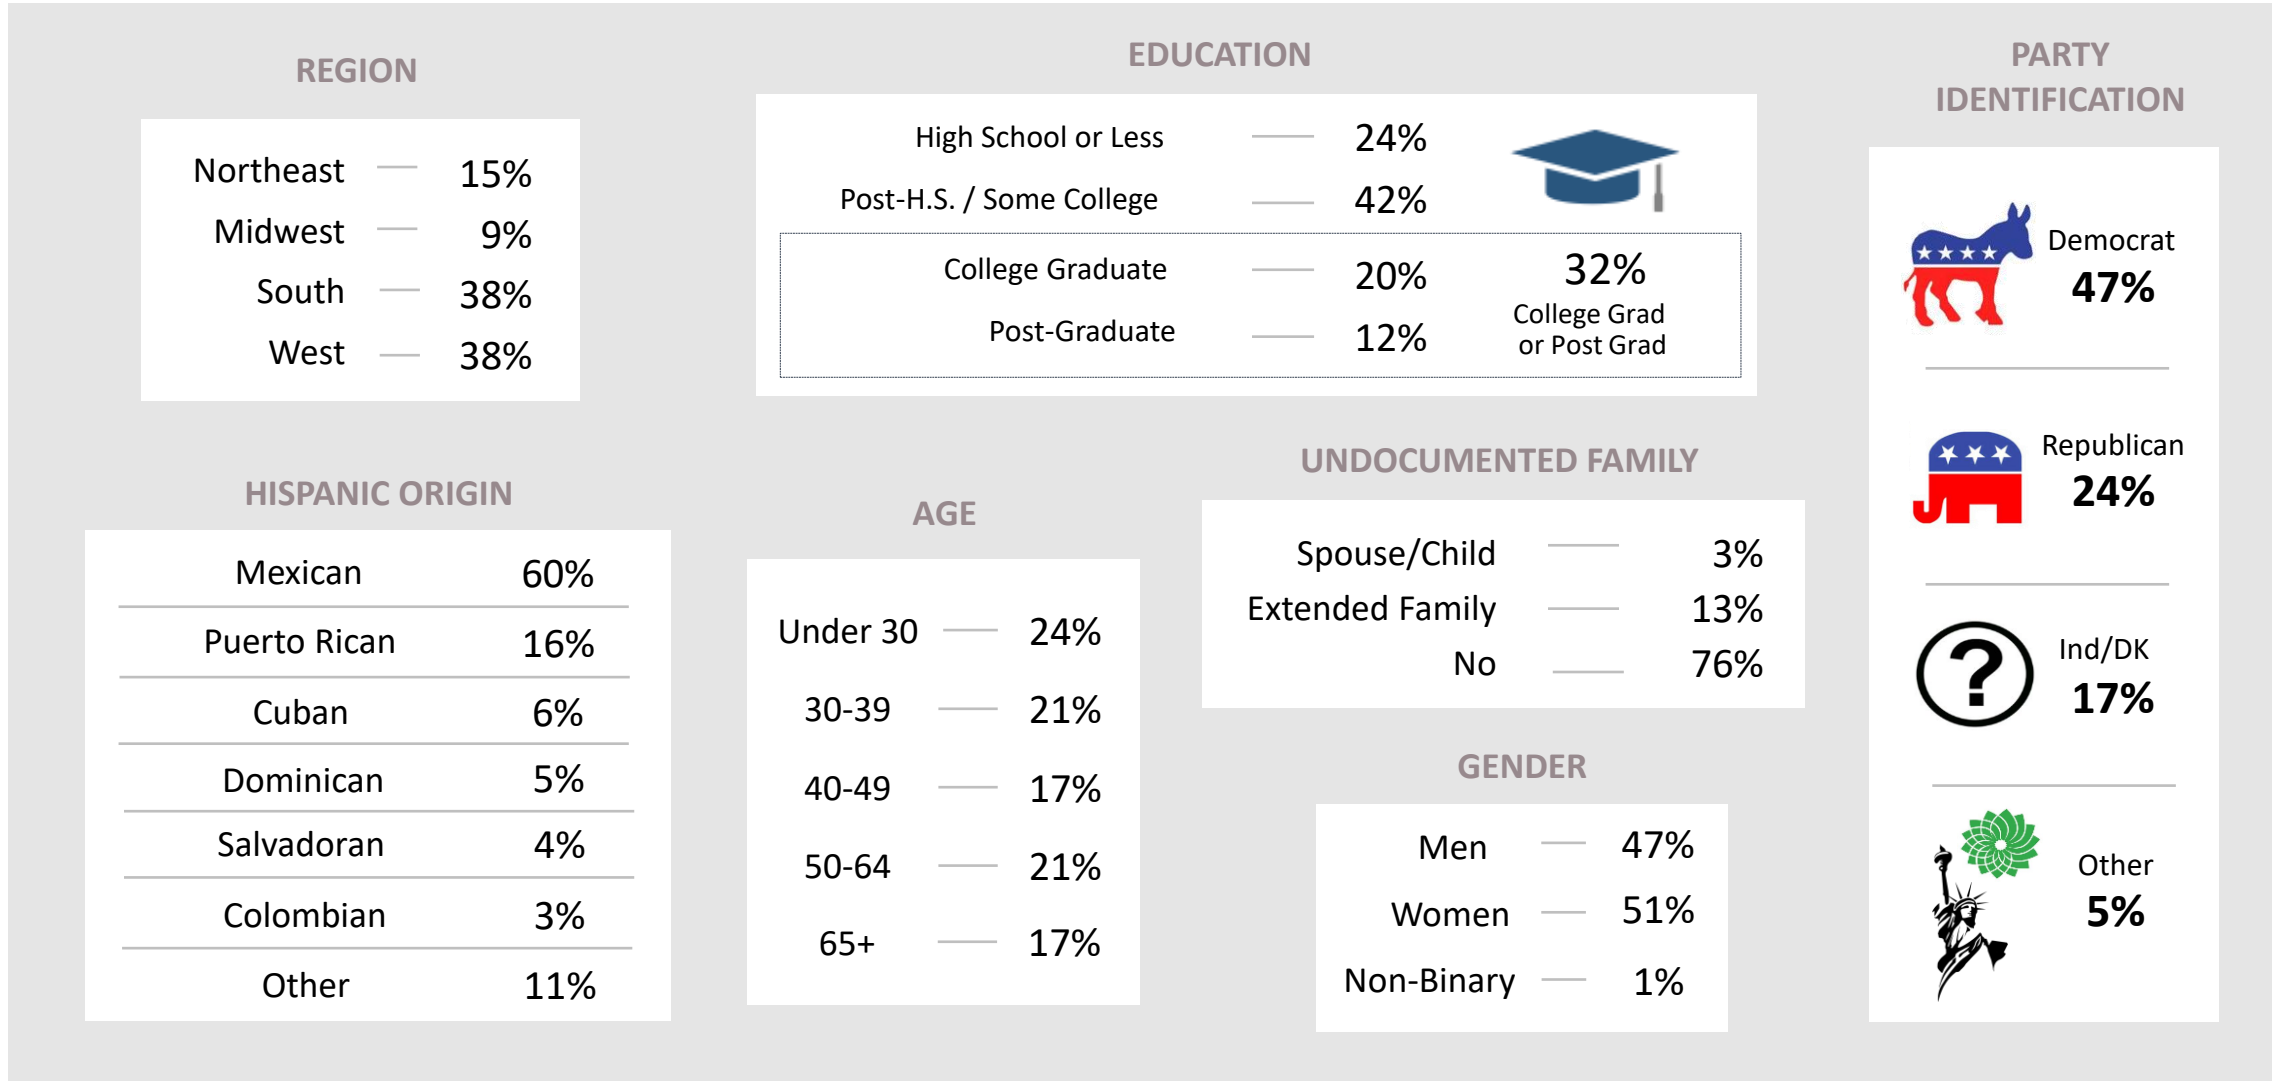 REGION
Northeast 15%
Midwest 9%
South 38%
West 38%
EDUCATION
High School or Less 24%
Post-H.S. / Some College 42%
College Graduate 20%
Post-Graduate 12%
32%
College Grad
or Post Grad
PARTY
IDENTIFICATION
Democrat
47%
Republican
24%
?
Ind/DK
17%
Other
5%
HISPANIC ORIGIN
Mexican 60%
Puerto Rican 16%
Cuban 6%
Dominican 5%
Salvadoran 4%
Colombian 3%
Other 11%
AGE
Under 30 24%
30-39 21%
40-49 17%
50-64 21%
65+ 17%
UNDOCUMENTED FAMILY
Spouse/Child 3%
Extended Family 13%
No 76%
GENDER
Men 47%
Women 51%
Non-Binary 1%